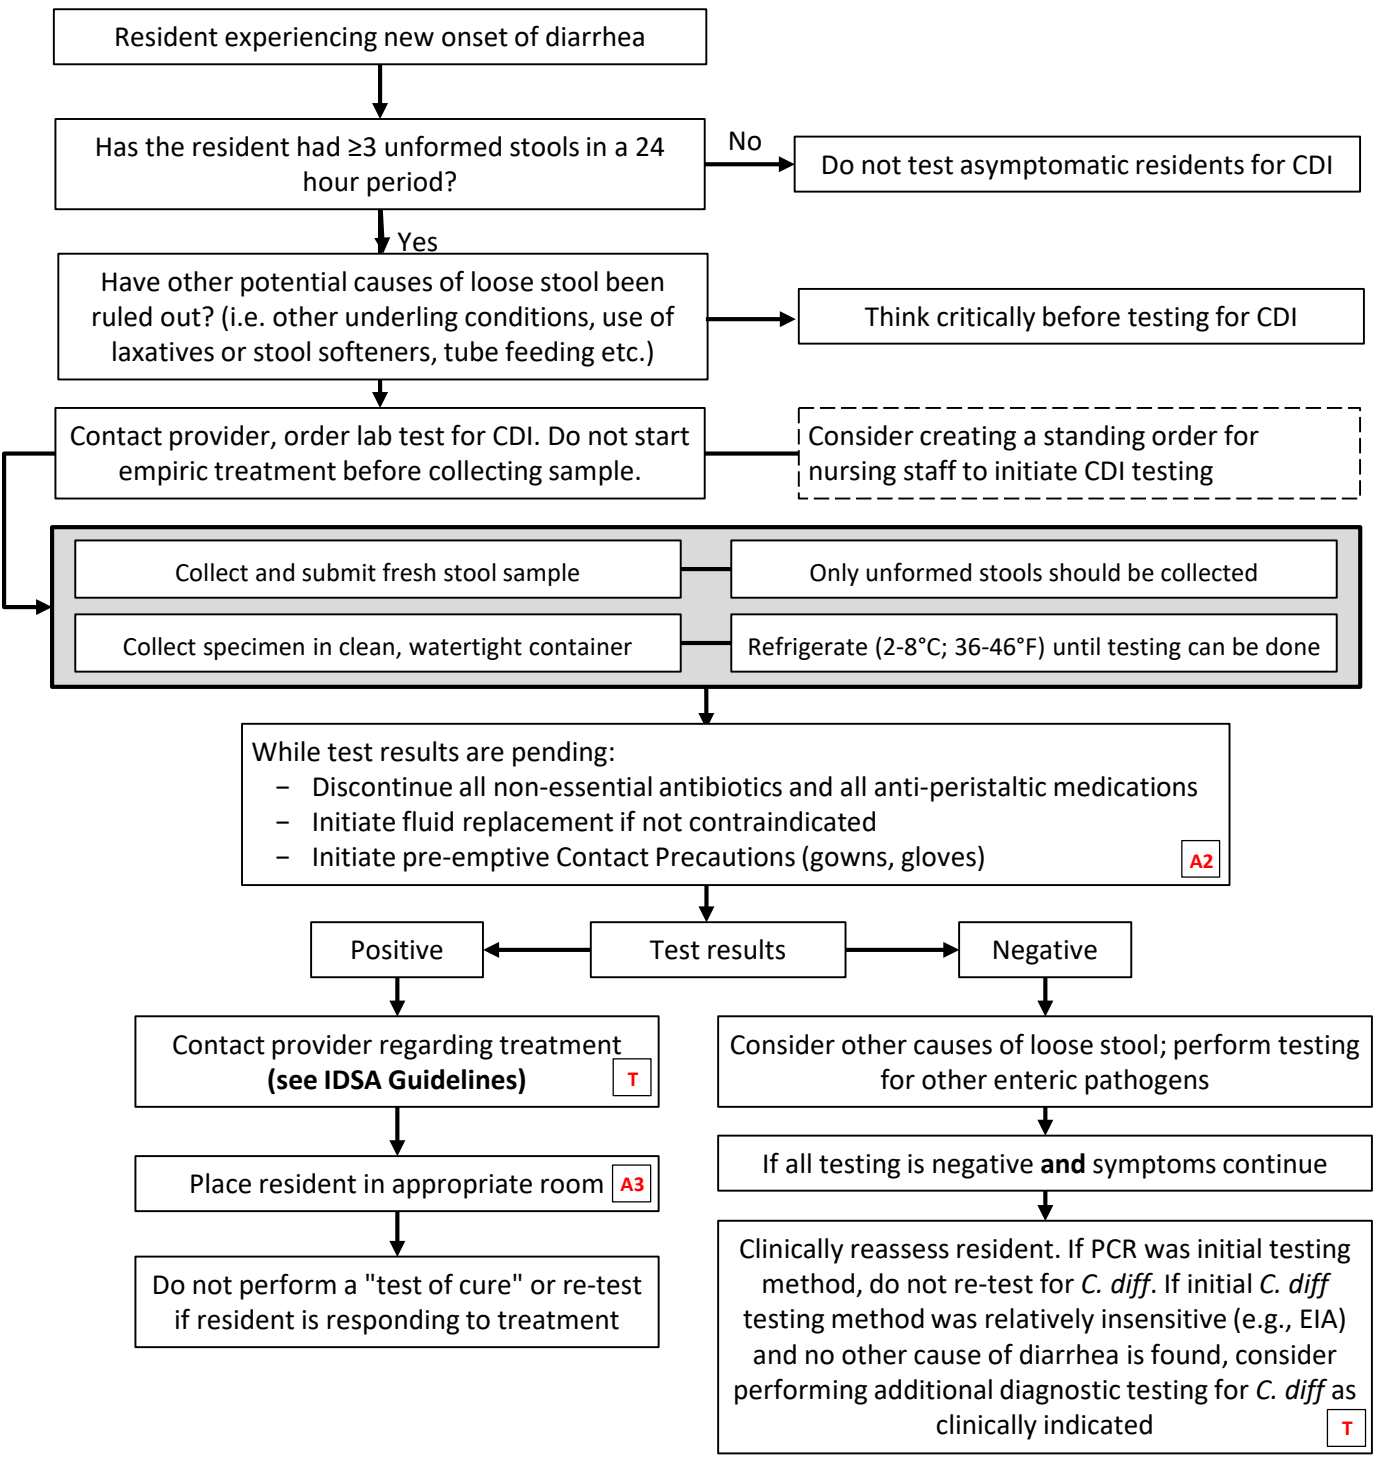 Resident experiencing new onset of diarrhea
Has the resident had ≥3 unformed stools in a 24
hour period?
No
Do not test asymptomatic residents for CDI
Yes
Have other potential causes of loose stool been
ruled out? (i.e. other underling conditions, use of
laxatives or stool softeners, tube feeding etc.)
Think critically before testing for CDI
Contact provider, order lab test for CDI. Do not start
empiric treatment before collecting sample.
Consider creating a standing order for
nursing staff to initiate CDI testing
Collect and submit fresh stool sample
Only unformed stools should be collected
Collect specimen in clean, watertight container
Refrigerate (2-8°C; 36-46°F) until testing can be done
While test results are pending:
– Discontinue all non-essential antibiotics and all anti-peristaltic medications
– Initiate fluid replacement if not contraindicated
– Initiate pre-emptive Contact Precautions (gowns, gloves)
A2
Positive
Test results
Negative
Contact provider regarding treatment
(see IDSA Guidelines)
T
Place resident in appropriate room
A3
Do not perform a "test of cure" or re-test
if resident is responding to treatment
Consider other causes of loose stool; perform testing
for other enteric pathogens
If all testing is negative and symptoms continue
Clinically reassess resident. If PCR was initial testing
method, do not re-test for C. diff. If initial C. diff
testing method was relatively insensitive (e.g., EIA)
and no other cause of diarrhea is found, consider
performing additional diagnostic testing for C. diff as
clinically indicated
T